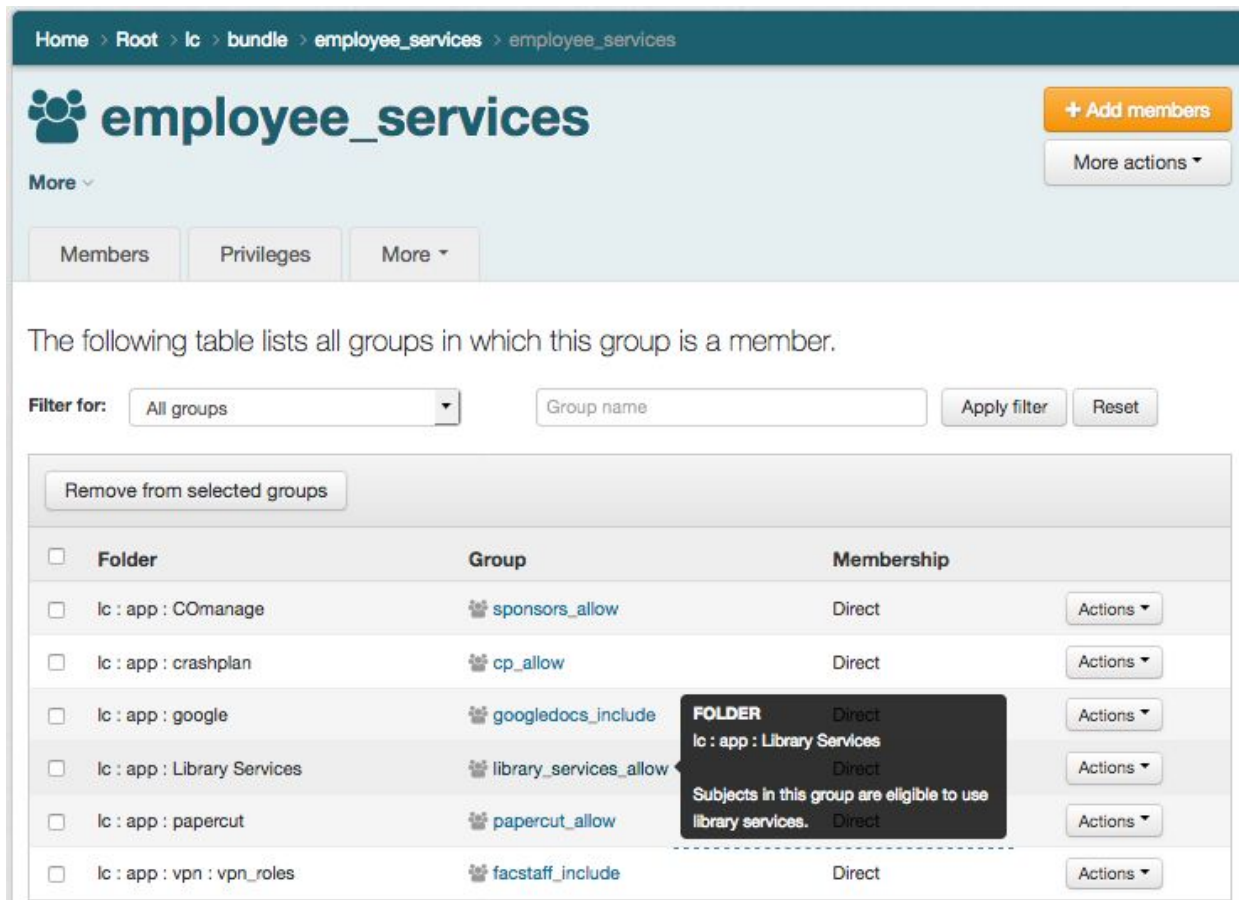 Home > Root > lc > bundle > employee_services > employee_services
employee_services
+ Add members
More actions
More
Members Privileges More
The following table lists all groups in which this group is a member.
Filter for: All groups Group name Apply filter Reset
Remove from selected groups
Folder Group Membership
lc : app : COmanage sponsors_allow Direct Actions
lc : app : crashplan cp_allow Direct Actions
lc : app : google googledocs_include Direct Actions
lc : app : Library Services library_services_allow Direct Actions
FOLDER
lc : app : Library Services
Subjects in this group are eligible to use
library services.
lc : app : papercut papercut_allow Direct Actions
lc : app : vpn : vpn_roles facstaff_include Direct Actions